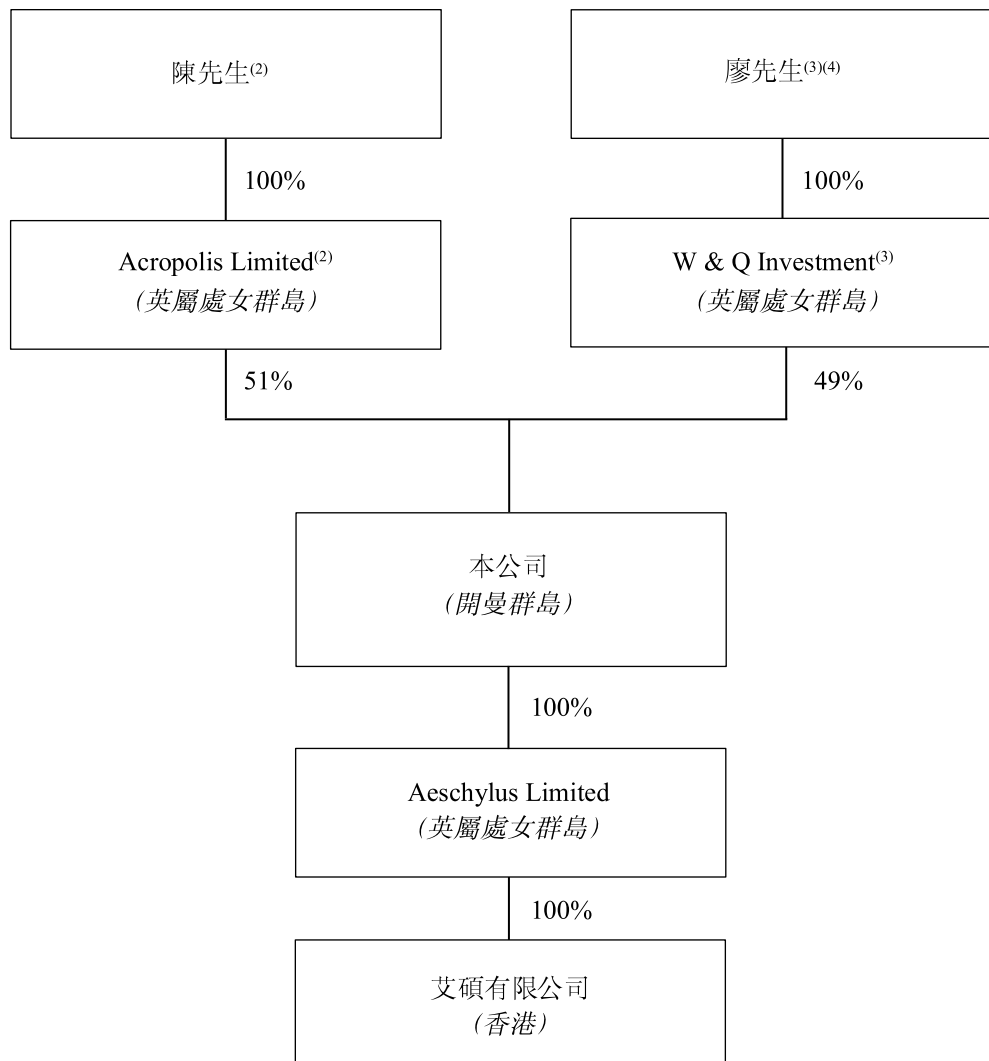 陳先生(2)
廖先生(3)(4)
100%
100%
Acropolis Limited(2)
(英屬處女群島)
W & Q Investment(3)
(英屬處女群島)
51%
49%
本公司
(開曼群島)
100%
Aeschylus Limited
(英屬處女群島)
100%
艾碩有限公司
(香港)